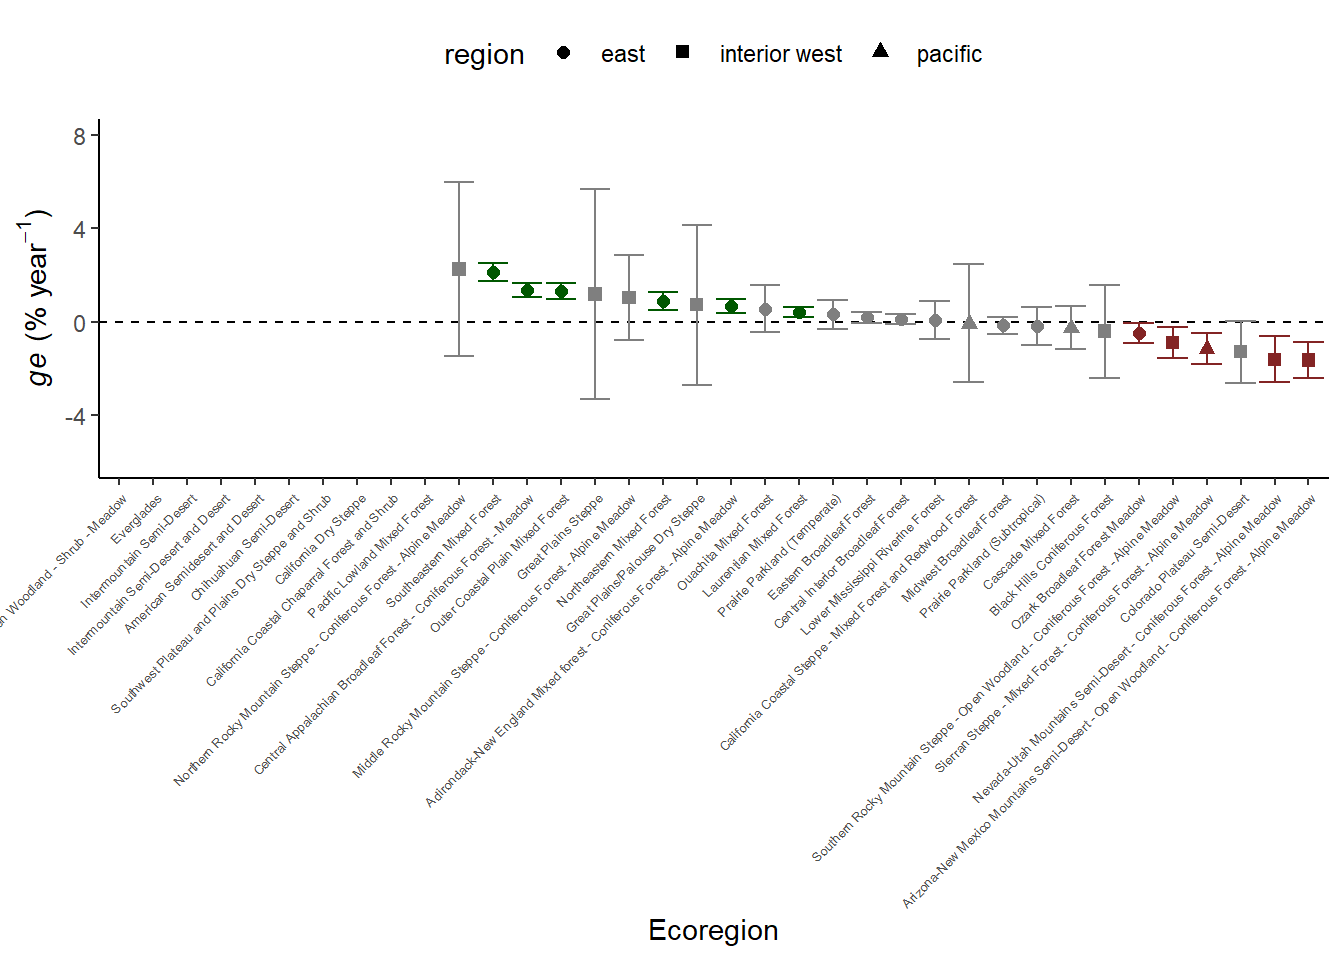 region east interior west pacific
8
4
0
-4
ge (% year⁻¹)
Woodland - Shrub - Meadow
Everglades
Intermountain Semi-Desert
Intermountain Semi-Desert and Desert
American Semidesert and Desert
Chihuahuan Semi-Desert
Southwest Plateau and Plains Dry Steppe and Shrub
California Dry Steppe
California Coastal Chaparral Forest and Shrub
Pacific Lowland Mixed Forest
Northern Rocky Mountain Steppe - Coniferous Forest - Alpine Meadow
Southeastern Mixed Forest
Central Appalachian Broadleaf Forest - Coniferous Forest - Meadow
Outer Coastal Plain Mixed Forest
Great Plains Steppe
Middle Rocky Mountain Steppe - Coniferous Forest - Alpine Meadow
Northeastern Mixed Forest
Great Plains/Palouse Dry Steppe
Adirondack-New England Mixed forest - Coniferous Forest - Alpine Meadow
Ouachita Mixed Forest
Laurentian Mixed Forest
Prairie Parkland (Temperate)
Eastern Broadleaf Forest
Central Interior Broadleaf Forest
Lower Mississippi Riverine Forest
California Coastal Steppe - Mixed Forest and Redwood Forest
Midwest Broadleaf Forest
Prairie Parkland (Subtropical)
Cascade Mixed Forest
Black Hills Coniferous Forest
Ozark Broadleaf Forest Meadow
Southern Rocky Mountain Steppe - Open Woodland - Coniferous Forest - Alpine Meadow
Sierran Steppe - Mixed Forest - Coniferous Forest - Alpine Meadow
Colorado Plateau Semi-Desert
Nevada-Utah Mountains Semi-Desert - Coniferous Forest - Alpine Meadow
Arizona-New Mexico Mountains Semi-Desert - Open Woodland - Coniferous Forest - Alpine Meadow
Ecoregion